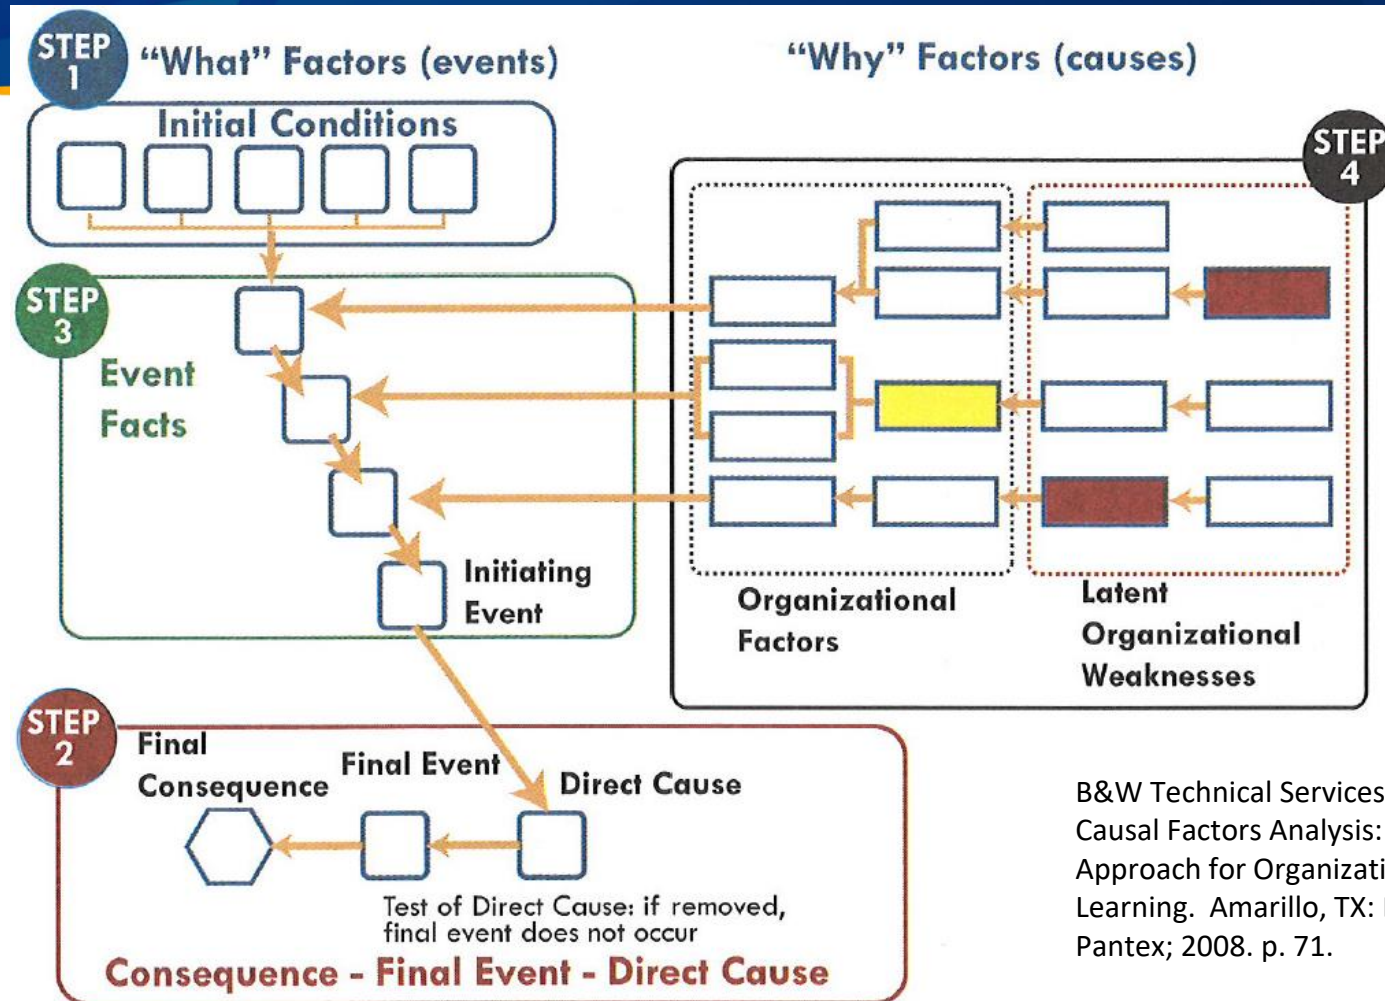 STEP
1
“What” Factors (events)
“Why” Factors (causes)
Initial Conditions
STEP
4
STEP
3
Event
Facts
Initiating
Event
Organizational
Factors
Latent
Organizational
Weaknesses
STEP
2
Final
Consequence
Final Event
Direct Cause
Test of Direct Cause: if removed,
final event does not occur
Consequence - Final Event - Direct Cause
B&W Technical Services
Causal Factors Analysis:
Approach for
Learning. Amarillo, TX:
Pantex; 2008. p. 71.